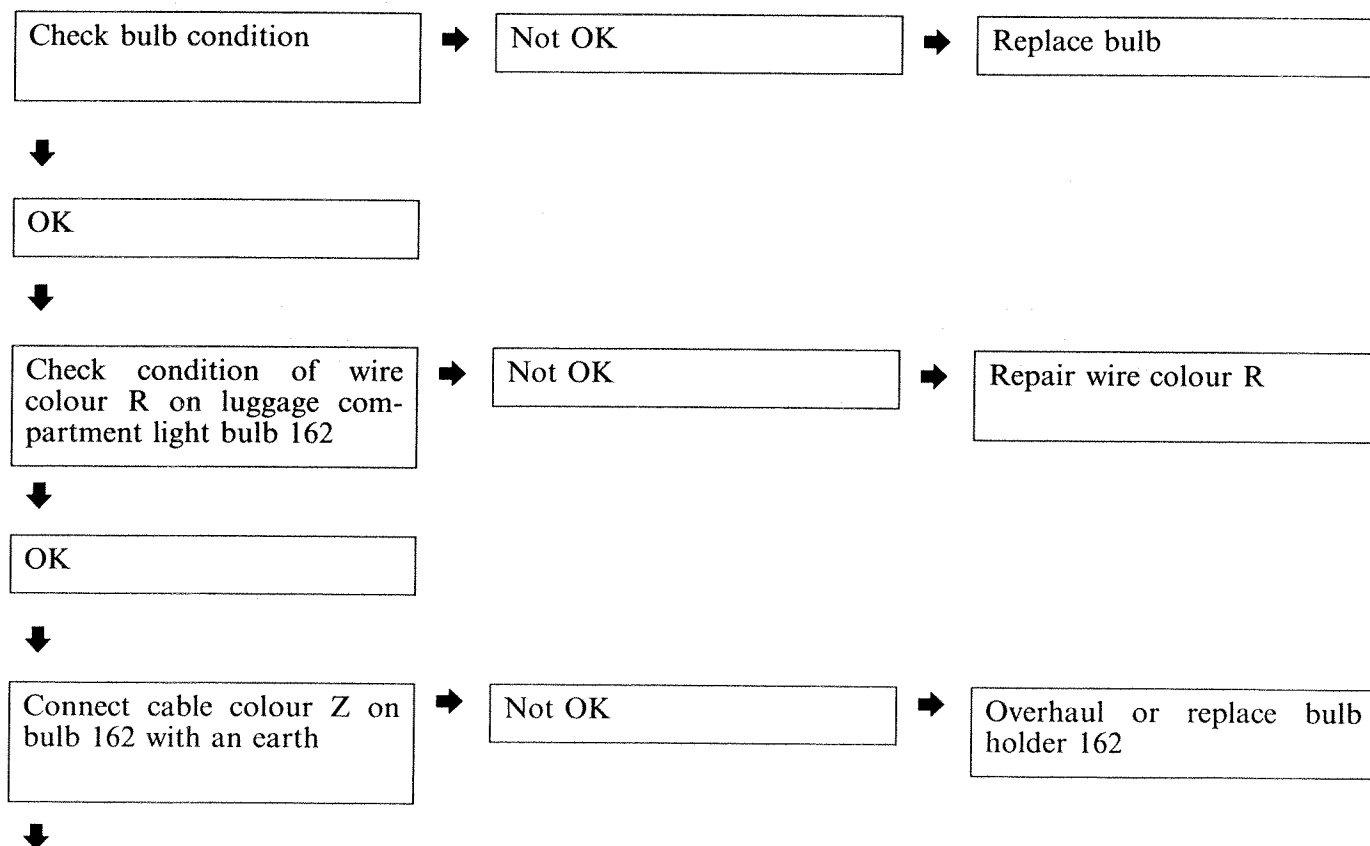 Check bulb condition
Not OK
Replace bulb
OK
Check condition of wire
colour R on luggage com-
partment light bulb 162
Not OK
Repair wire colour R
OK
Connect cable colour Z on
bulb 162 with an earth
Not OK
Overhaul or replace bulb
holder 162